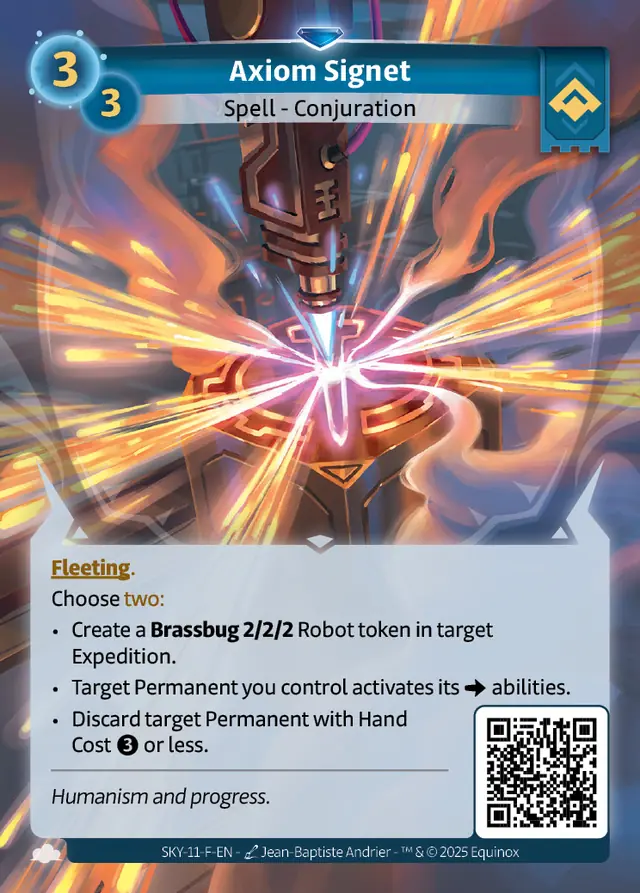 3
3
Axiom Signet
Spell - Conjuration
Fleeting.
Choose two:
• Create a Brassbug 2/2/2 Robot token in target
Expedition.
• Target Permanent you control activates its ➜ abilities.
• Discard target Permanent with Hand
Cost ❸ or less.
Humanism and progress.
SKY-11-F-EN - Jean-Baptiste Andrier - ™ & © 2025 Equinox